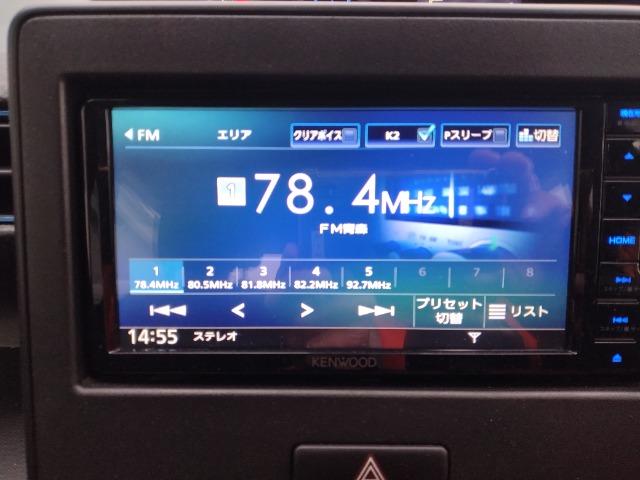 FM エリア クリアボイス K2 Pスリープ 切替
1 78.4MHz
FM青森
1 2 3 4 5 6 7 8
78.4MHz 80.5MHz 81.8MHz 82.2MHz 92.7MHz
プリセット切替 リスト
14:55 ステレオ
KENWOOD
現在地
HOME